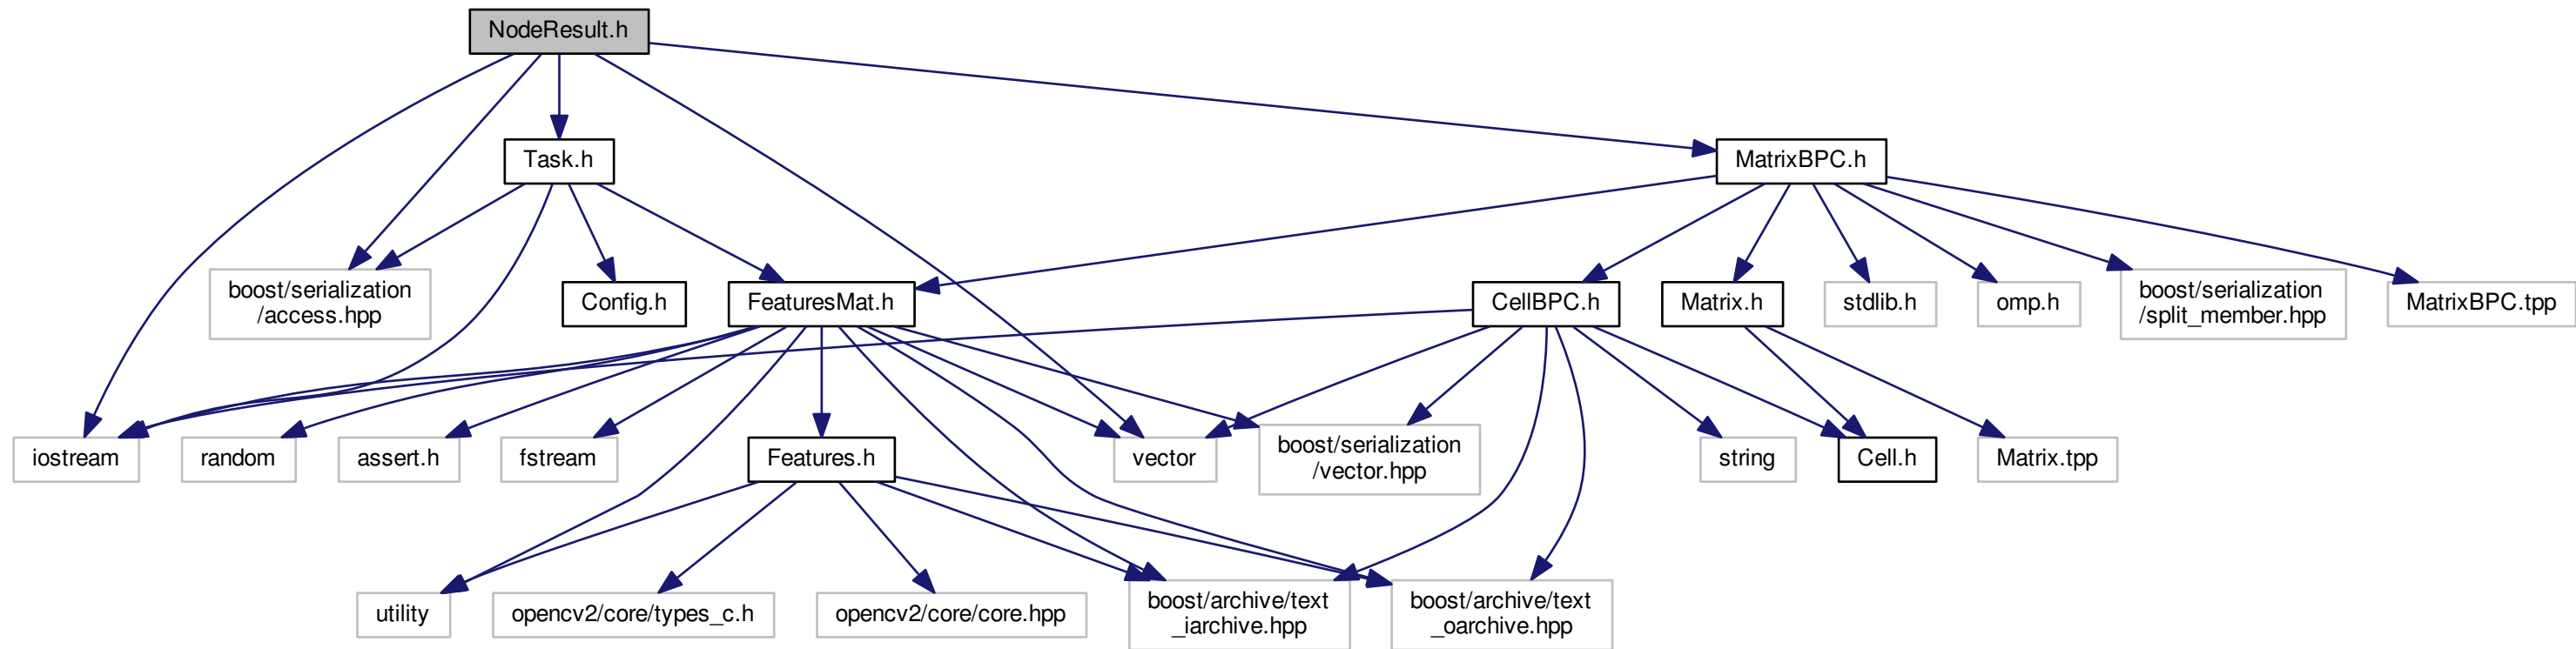 NodeResult.h
Task.h
MatrixBPC.h
boost/serialization
/access.hpp
Config.h
FeaturesMat.h
CellBPC.h
Matrix.h
stdlib.h
omp.h
boost/serialization
/split_member.hpp
MatrixBPC.tpp
iostream
random
assert.h
fstream
Features.h
vector
boost/serialization
/vector.hpp
string
Cell.h
Matrix.tpp
utility
opencv2/core/types_c.h
opencv2/core/core.hpp
boost/archive/text
_iarchive.hpp
boost/archive/text
_oarchive.hpp